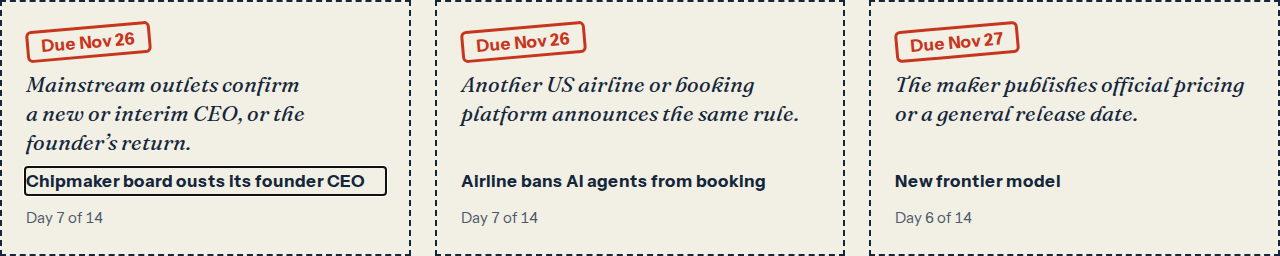 Due Nov 26
Mainstream outlets confirm
a new or interim CEO, or the
founder’s return.
Chipmaker board ousts its founder CEO
Day 7 of 14
Due Nov 26
Another US airline or booking
platform announces the same rule.
Airline bans AI agents from booking
Day 7 of 14
Due Nov 27
The maker publishes official pricing
or a general release date.
New frontier model
Day 6 of 14